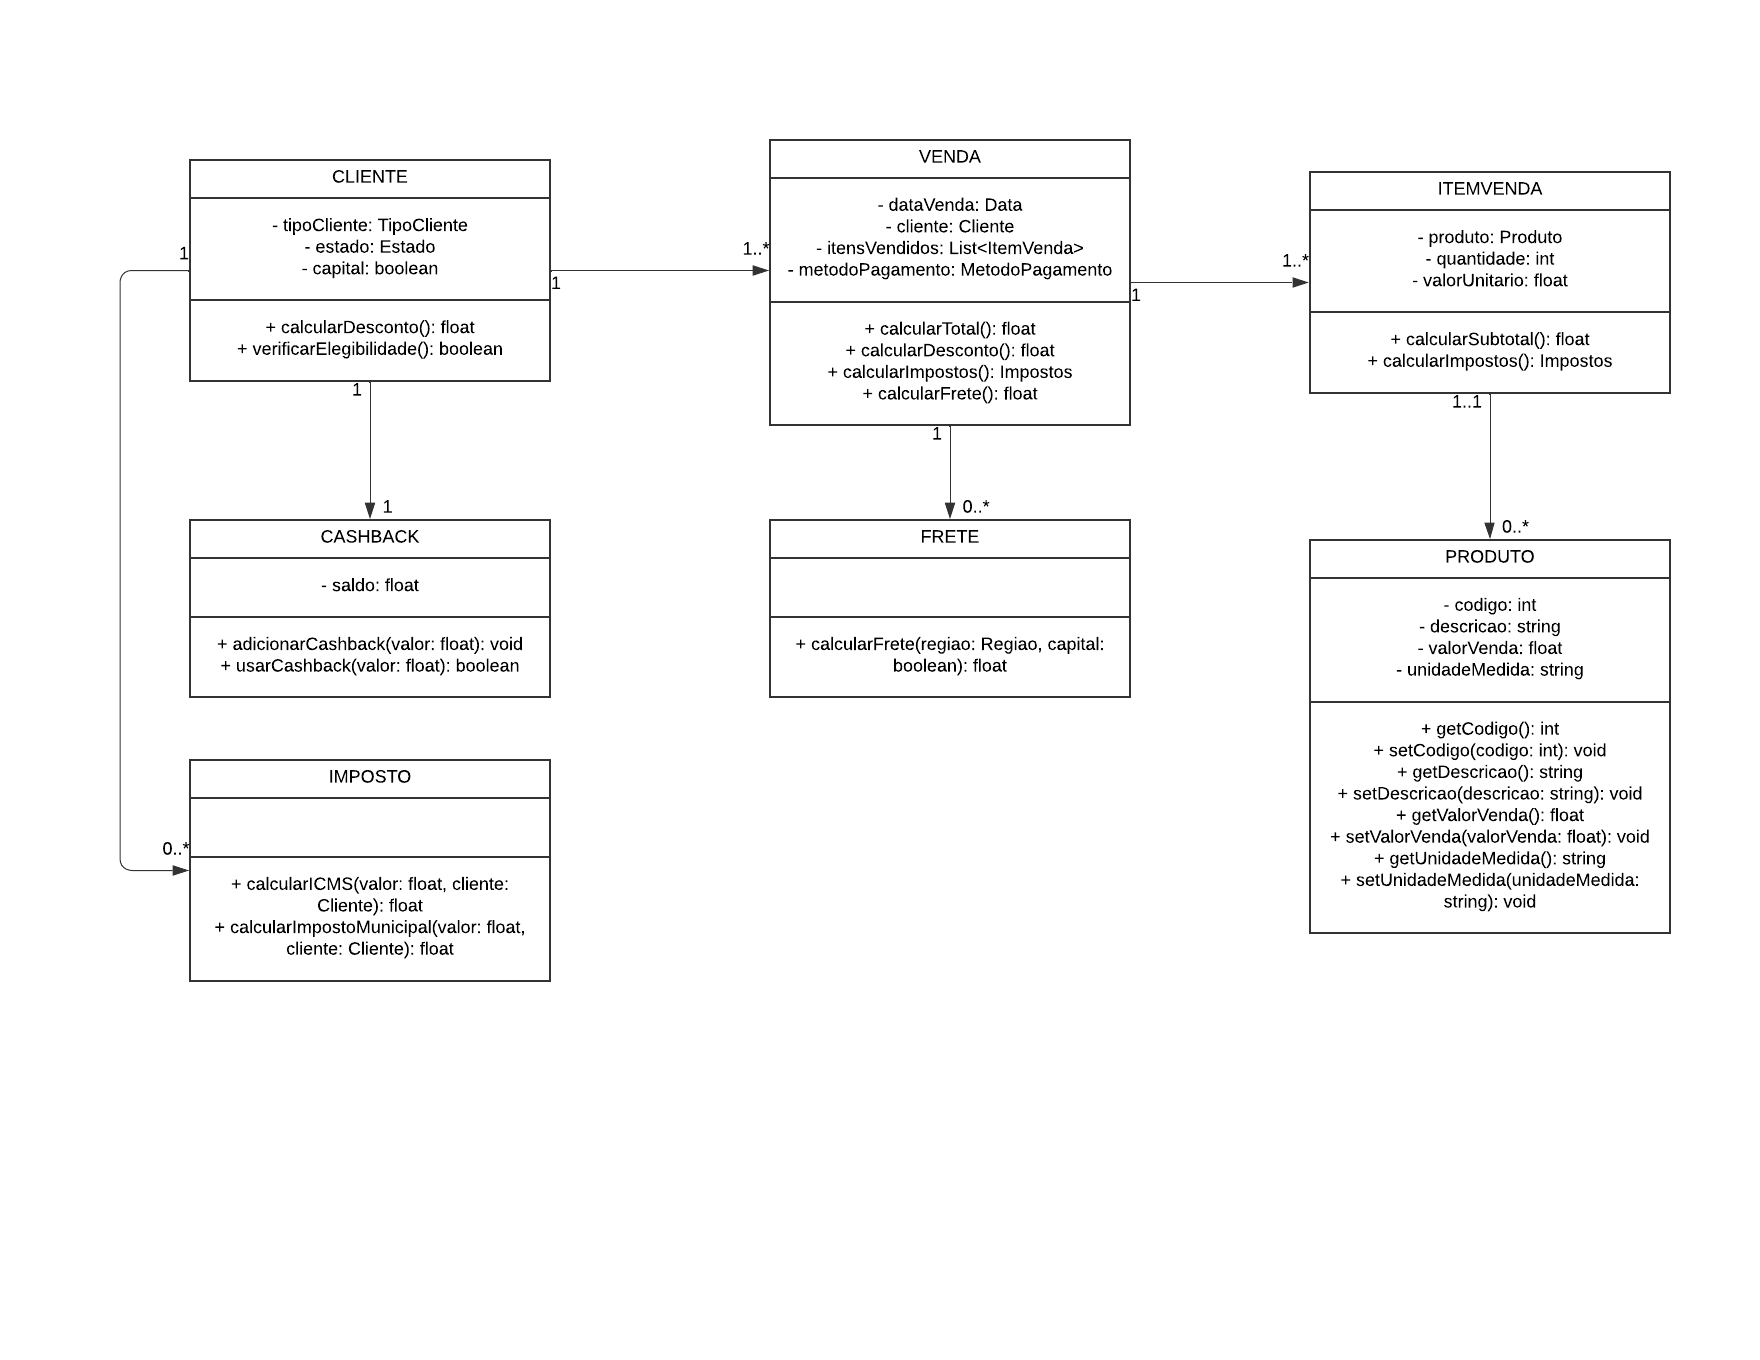 CLIENTE
- tipoCliente: TipoCliente
- estado: Estado
- capital: boolean
+ calcularDesconto(): float
+ verificarElegibilidade(): boolean
1
1
1
1..*
VENDA
- dataVenda: Data
- cliente: Cliente
- itensVendidos: List<ItemVenda>
- metodoPagamento: MetodoPagamento
+ calcularTotal(): float
+ calcularDesconto(): float
+ calcularImpostos(): Impostos
+ calcularFrete(): float
1
1
1..*
ITEMVENDA
- produto: Produto
- quantidade: int
- valorUnitario: float
+ calcularSubtotal(): float
+ calcularImpostos(): Impostos
1..1
1
CASHBACK
- saldo: float
+ adicionarCashback(valor: float): void
+ usarCashback(valor: float): boolean
0..*
FRETE
+ calcularFrete(regiao: Regiao, capital:
boolean): float
0..*
PRODUTO
- codigo: int
- descricao: string
- valorVenda: float
- unidadeMedida: string
+ getCodigo(): int
+ setCodigo(codigo: int): void
+ getDescricao(): string
+ setDescricao(descricao: string): void
+ getValorVenda(): float
+ setValorVenda(valorVenda: float): void
+ getUnidadeMedida(): string
+ setUnidadeMedida(unidadeMedida:
string): void
0..*
IMPOSTO
+ calcularICMS(valor: float, cliente:
Cliente): float
+ calcularImpostoMunicipal(valor: float,
cliente: Cliente): float